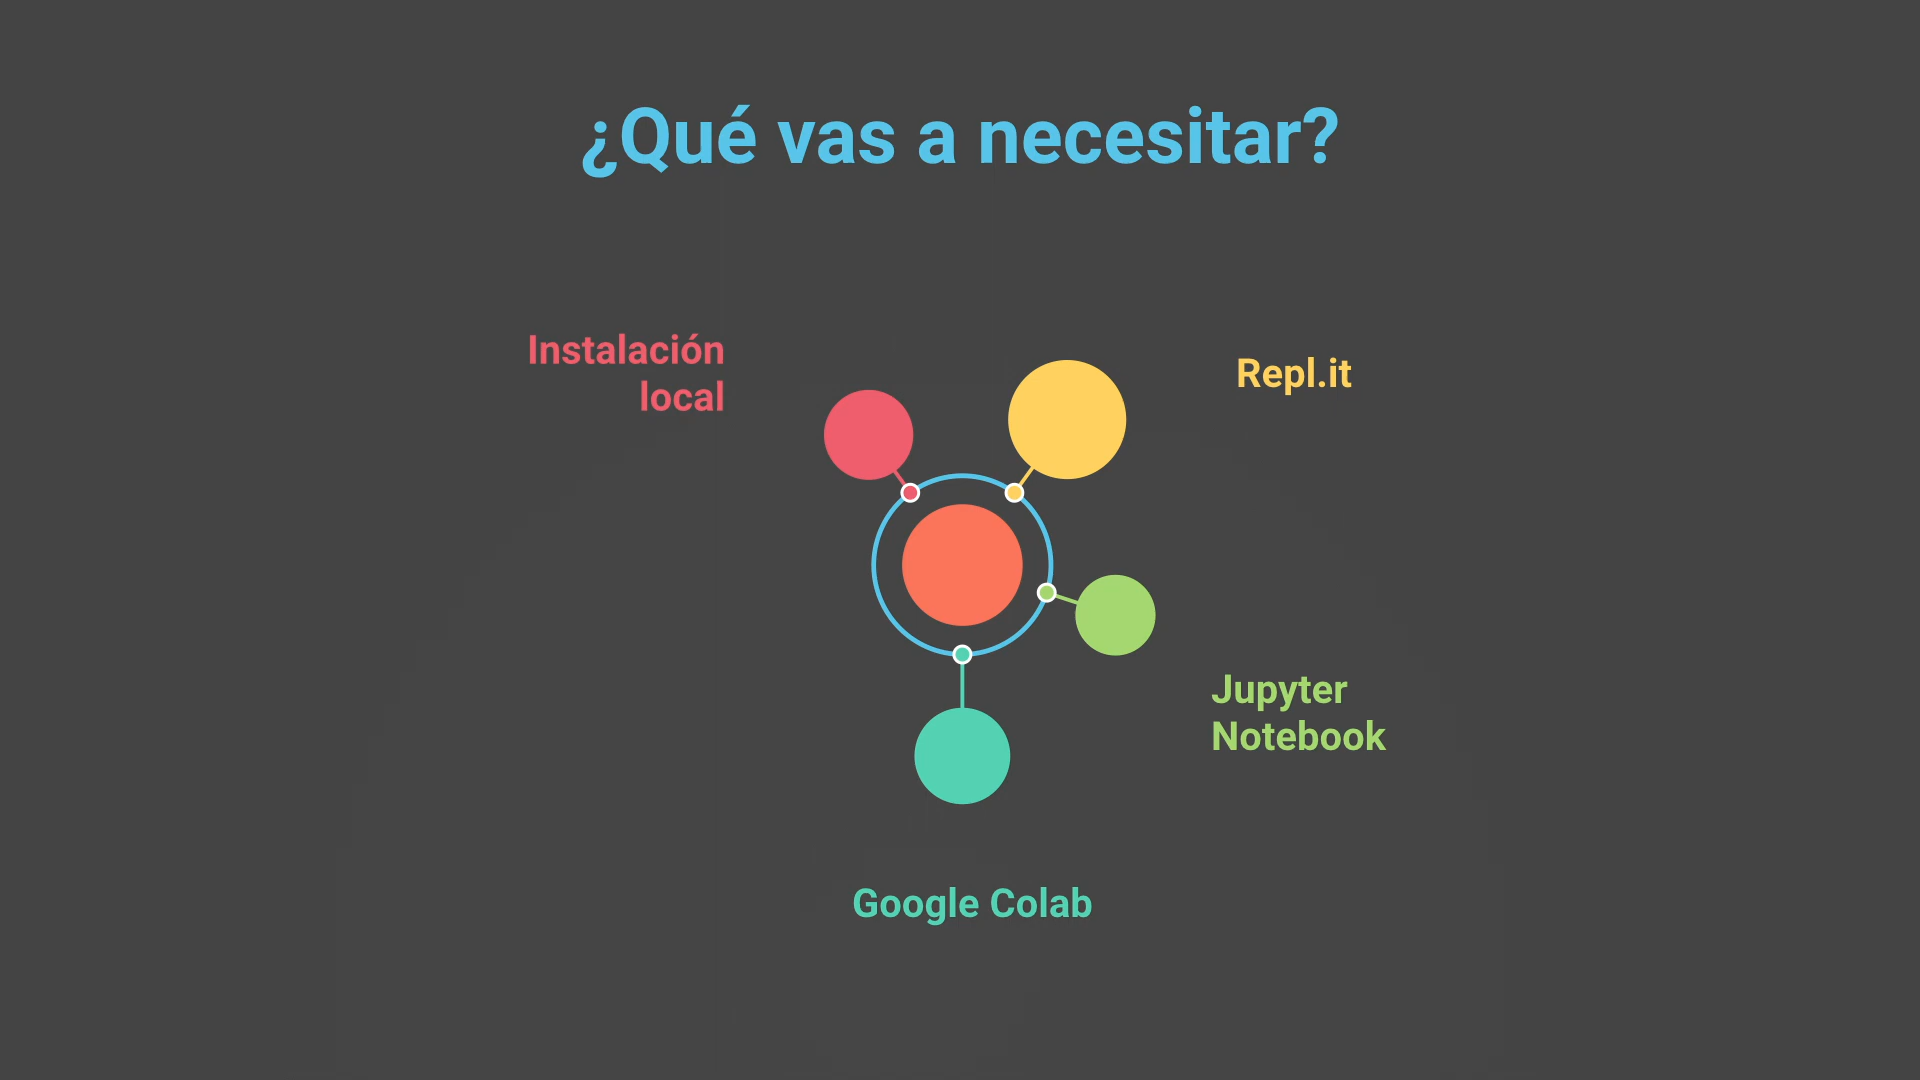 ¿Qué vas a necesitar?
Instalación
local
Repl.it
Jupyter
Notebook
Google Colab